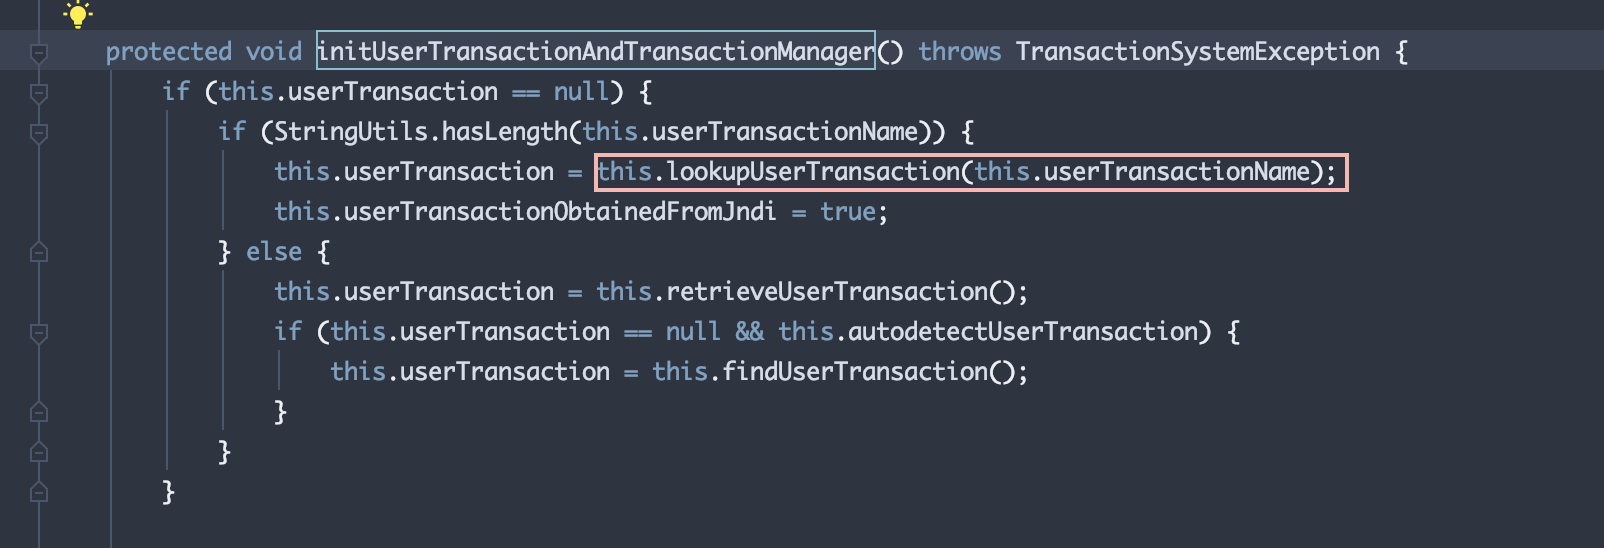 protected void initUserTransactionAndTransactionManager() throws TransactionSystemException {
if (this.userTransaction == null) {
if (StringUtils.hasLength(this.userTransactionName)) {
this.userTransaction = this.lookupUserTransaction(this.userTransactionName);
this.userTransactionObtainedFromJndi = true;
} else {
this.userTransaction = this.retrieveUserTransaction();
if (this.userTransaction == null && this.autodetectUserTransaction) {
this.userTransaction = this.findUserTransaction();
}
}
}